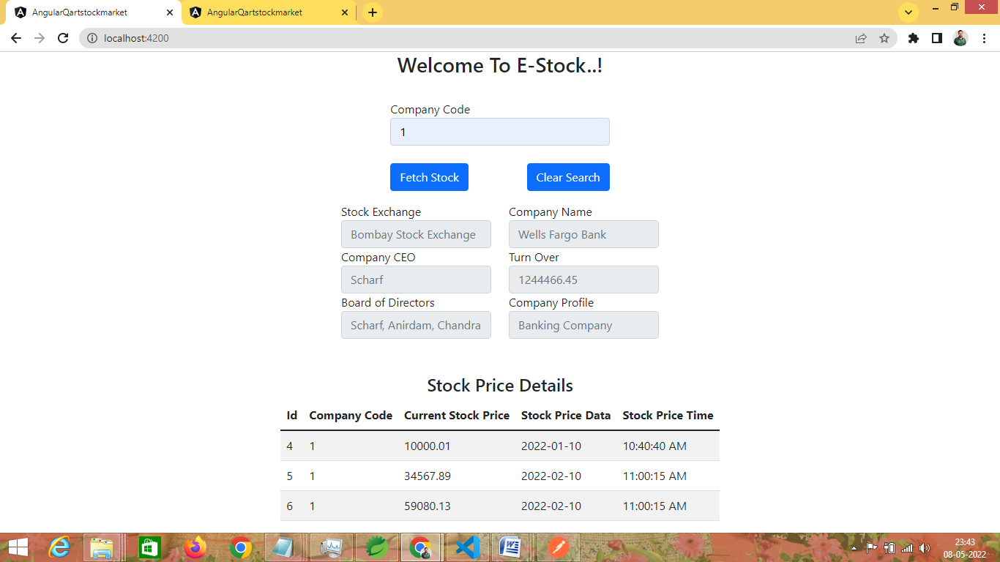 AngularQartstockmarket
AngularQartstockmarket
localhost:4200
Welcome To E-Stock..!
Company Code
1
Fetch Stock Clear Search
Stock Exchange Company Name
Bombay Stock Exchange Wells Fargo Bank
Company CEO Turn Over
Scharf 1244466.45
Board of Directors Company Profile
Scharf, Anirdam, Chandra Banking Company
Stock Price Details
Id Company Code Current Stock Price Stock Price Data Stock Price Time
4 1 10000.01 2022-01-10 10:40:40 AM
5 1 34567.89 2022-02-10 11:00:15 AM
6 1 59080.13 2022-02-10 11:00:15 AM
23:43
08-05-2022